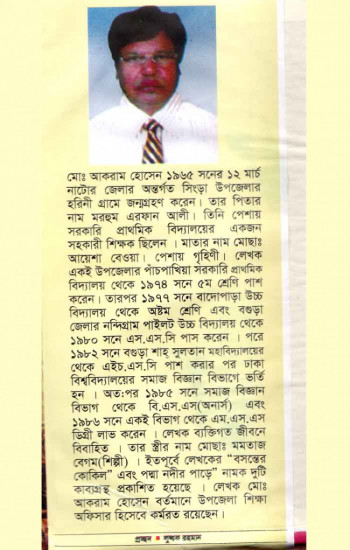 মোঃ আকরাম হোসেন ১৯৬৫ সনের ১২ মার্চ
নাটোর জেলার অন্তর্গত সিংড়া উপজেলার
হরিনী গ্রামে জন্মগ্রহণ করেন। তার পিতার
নাম মরহুম এরফান আলী। তিনি পেশায়
সরকারি প্রাথমিক বিদ্যালয়ের একজন
সহকারী শিক্ষক ছিলেন । মাতার নাম মোছাঃ
আয়েশা বেওয়া। পেশায় গৃহিণী। লেখক
একই উপজেলার পাঁচপাখিয়া সরকারি প্রাথমিক
বিদ্যালয় থেকে ১৯৭৪ সনে ৫ম শ্রেণি পাশ
করেন। তারপর ১৯৭৭ সনে বাদোপাড়া উচ্চ
বিদ্যালয় থেকে অষ্টম শ্রেণি এবং বগুড়া
জেলার নন্দিগ্রাম পাইলট উচ্চ বিদ্যালয় থেকে
১৯৮০ সনে এস.এস.সি পাস করেন । পরে
১৯৮২ সনে বগুড়া শাহ্ সুলতান মহাবিদ্যালয়ের
থেকে এইচ.এস.সি পাশ করার পর ঢাকা
বিশ্ববিদ্যালয়ের সমাজ বিজ্ঞান বিভাগে ভর্তি
হন । অত:পর ১৯৮৫ সনে সমাজ বিজ্ঞান
বিভাগ থেকে বি.এস.এস(অনার্স) এবং
১৯৮৬ সনে একই বিভাগ থেকে এম.এস.এস
ডিগ্রী লাভ করেন । লেখক ব্যক্তিগত জীবনে
বিবাহিত । তার স্ত্রীর নাম মোছাঃ মমতাজ
বেগম(শিল্পী) । ইতপূর্বে লেখকের “বসন্তের
কোকিল” এবং পদ্মা নদীর পাড়ে” নামক দুটি
কাব্যগ্রন্থ প্রকাশিত হয়েছে । লেখক মোঃ
আকরাম হোসেন বর্তমানে উপজেলা শিক্ষা
অফিসার হিসেবে কর্মরত রয়েছেন।
প্রচ্ছদ ■ লুৎফক রহমান